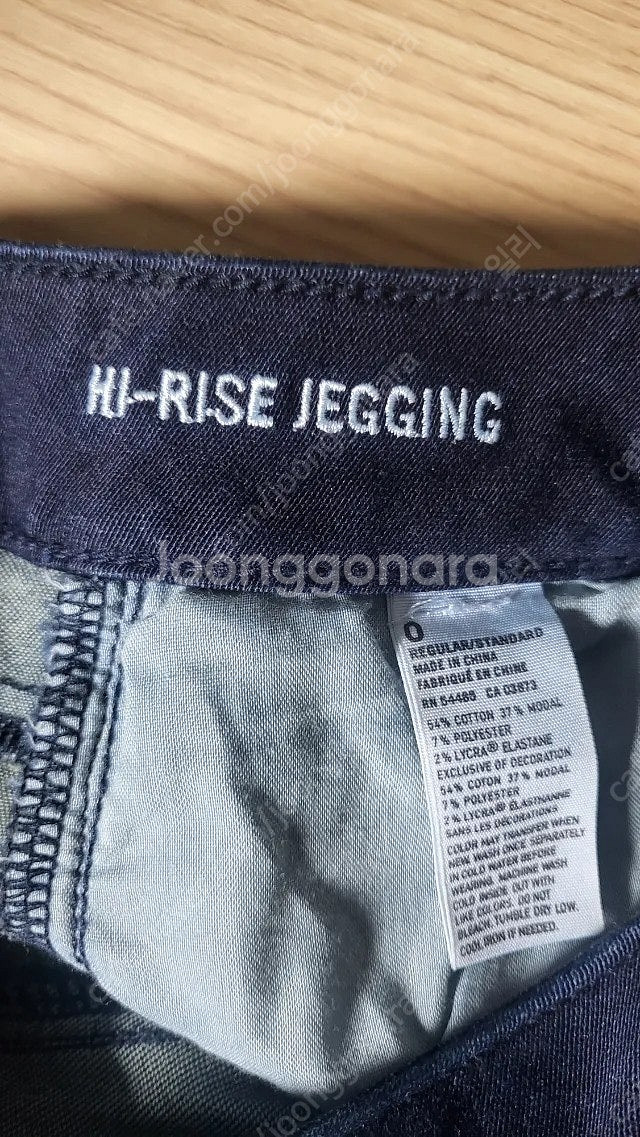 HI-RISE JEGGING
Joonggonara
0
REGULAR/STANDARD
MADE IN CHINA
FABRIQUÉ EN CHINE
RN 54485 CA 03873
54% COTTON 37% MODAL
7% POLYESTER
2% LYCRA® ELASTANE
EXCLUSIVE OF DECORATION
54% COTON 37% MODAL
7% POLYESTER
2% LYCRA® ELASTHANNE
SANS LES DÉCORATIONS
COLOR MAY TRANSFER WHEN
NEW. WASH ONCE SEPARATELY
IN COLD WATER BEFORE
WEARING. MACHINE WASH
COLD INSIDE OUT WITH
LIKE COLORS. DO NOT
BLEACH. TUMBLE DRY LOW.
COOL IRON IF NEEDED.